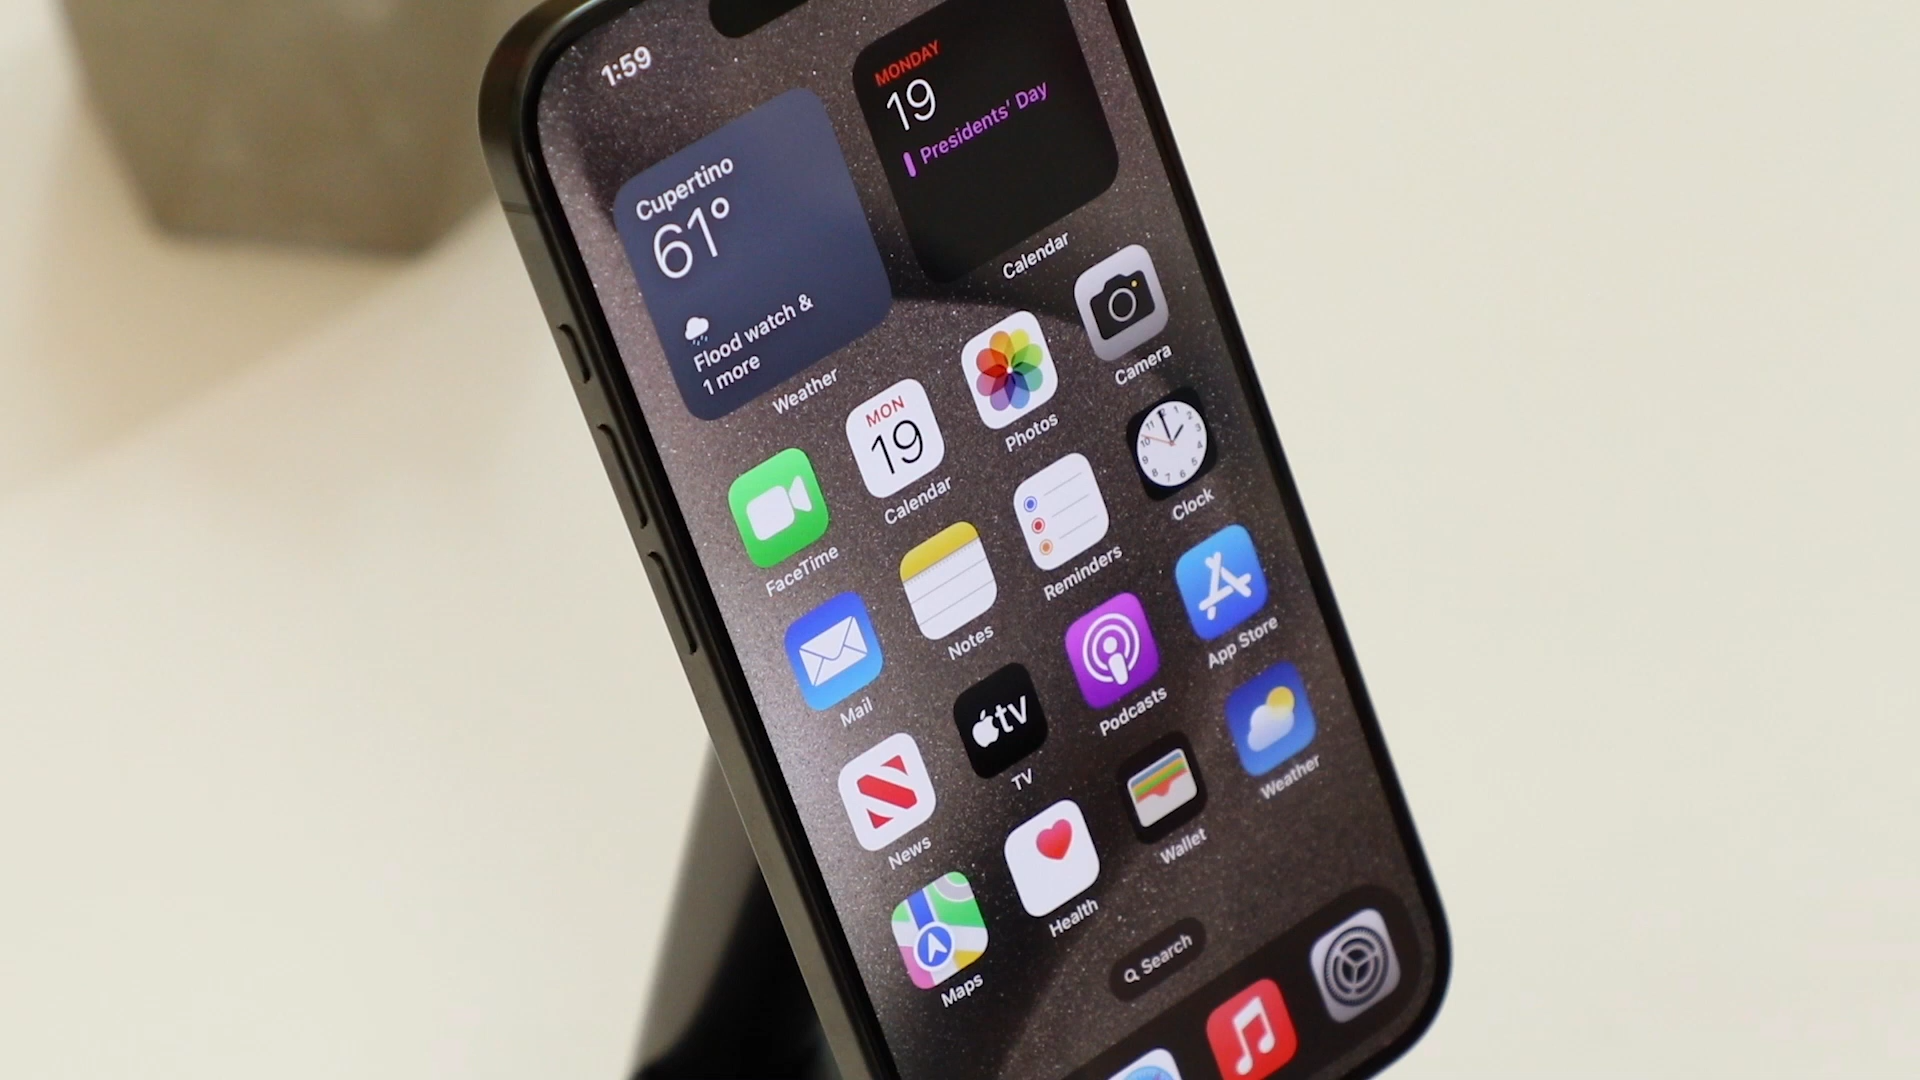 1:59
Cupertino
61°
Flood watch &
1 more
Weather
MONDAY
19
Presidents' Day
Calendar
FaceTime
MON
19
Calendar
Photos
Camera
Mail
Notes
Reminders
Clock
News
tv
TV
Podcasts
App Store
Maps
Health
Wallet
Weather
Search